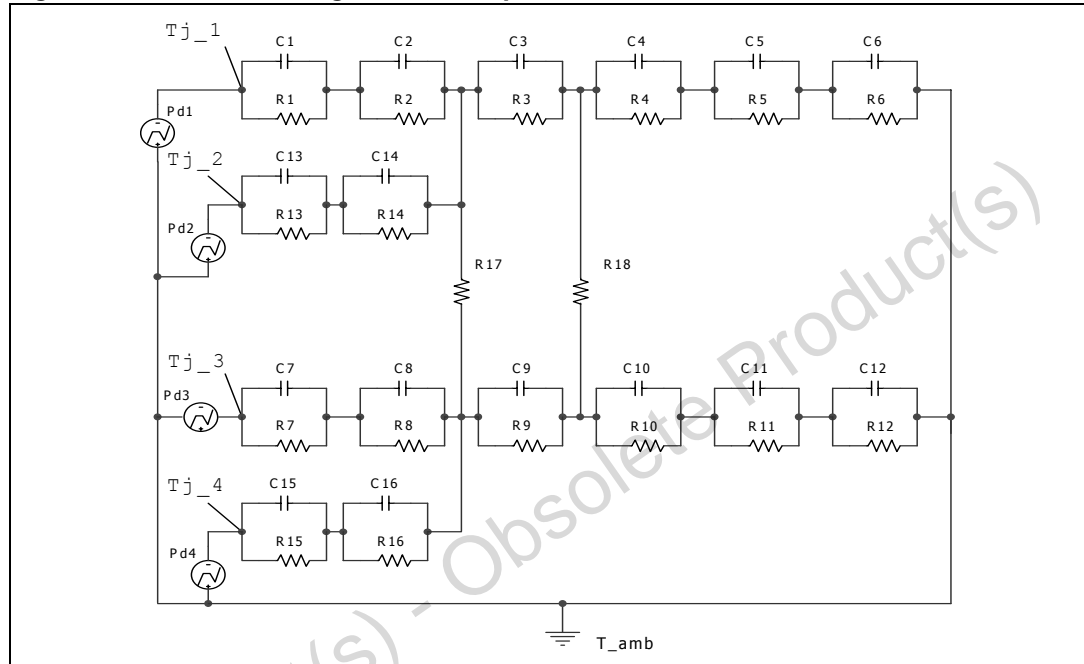 Tj_1
C1 C2 C3 C4 C5 C6
R1 R2 R3 R4 R5 R6
Pd1
Tj_2
C13 C14
R13 R14
Pd2
R17 R18
Tj_3
C7 C8 C9 C10 C11 C12
Pd3
R7 R8 R9 R10 R11 R12
Tj_4
C15 C16
R15 R16
Pd4
T_amb
(s) - Obsolete Product(s)